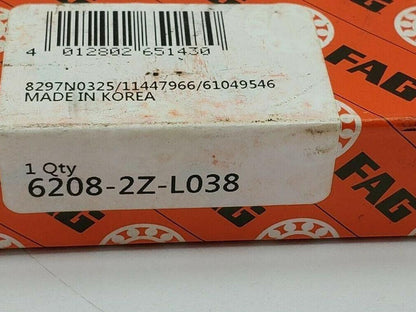 4 012802 651430
8297N0325/11447966/61049546
MADE IN KOREA
1 Qty
6208-2Z-L038
FAG
FAG
FAG